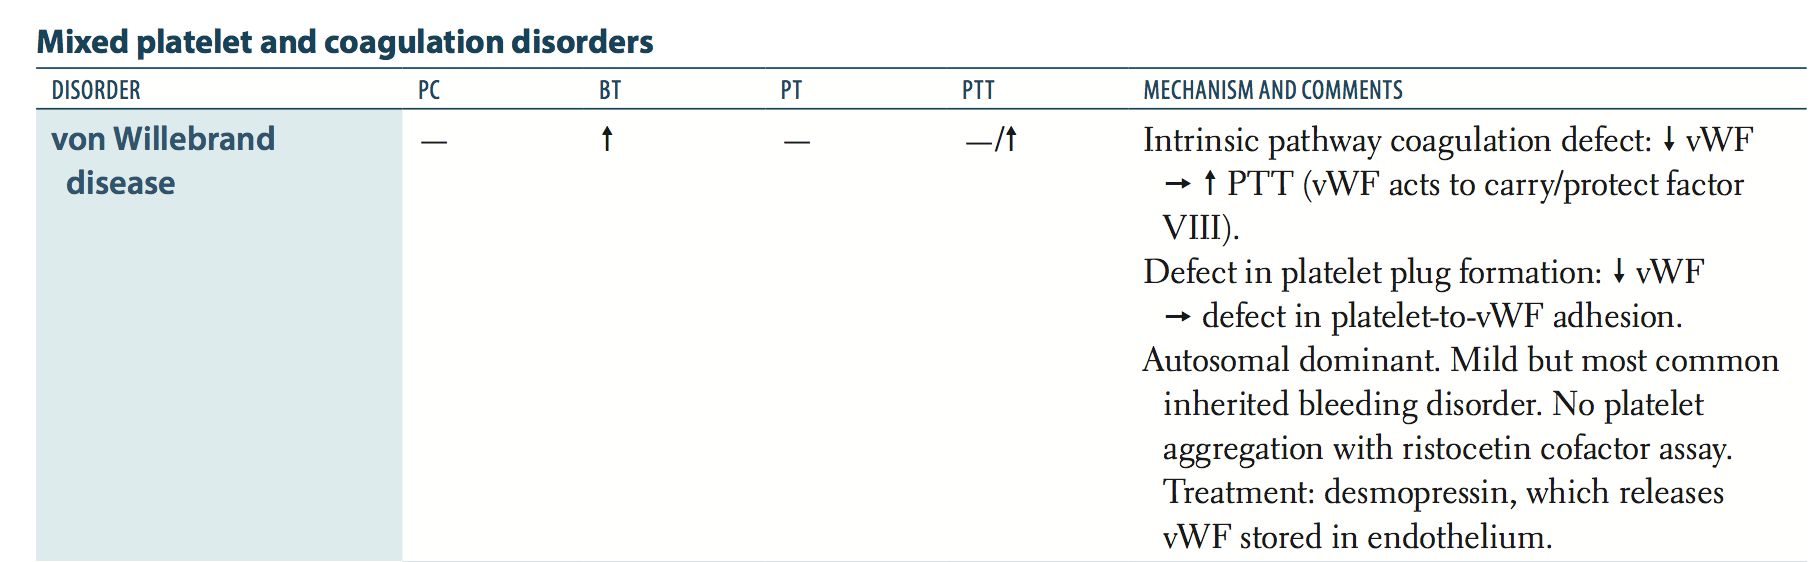 Mixed platelet and coagulation disorders
DISORDER PC BT PT PTT MECHANISM AND COMMENTS
von Willebrand disease — ↑ — —/↑ Intrinsic pathway coagulation defect: ↓ vWF
→ ↑ PTT (vWF acts to carry/protect factor
VIII).
Defect in platelet plug formation: ↓ vWF
→ defect in platelet-to-vWF adhesion.
Autosomal dominant. Mild but most common
inherited bleeding disorder. No platelet
aggregation with ristocetin cofactor assay.
Treatment: desmopressin, which releases
vWF stored in endothelium.